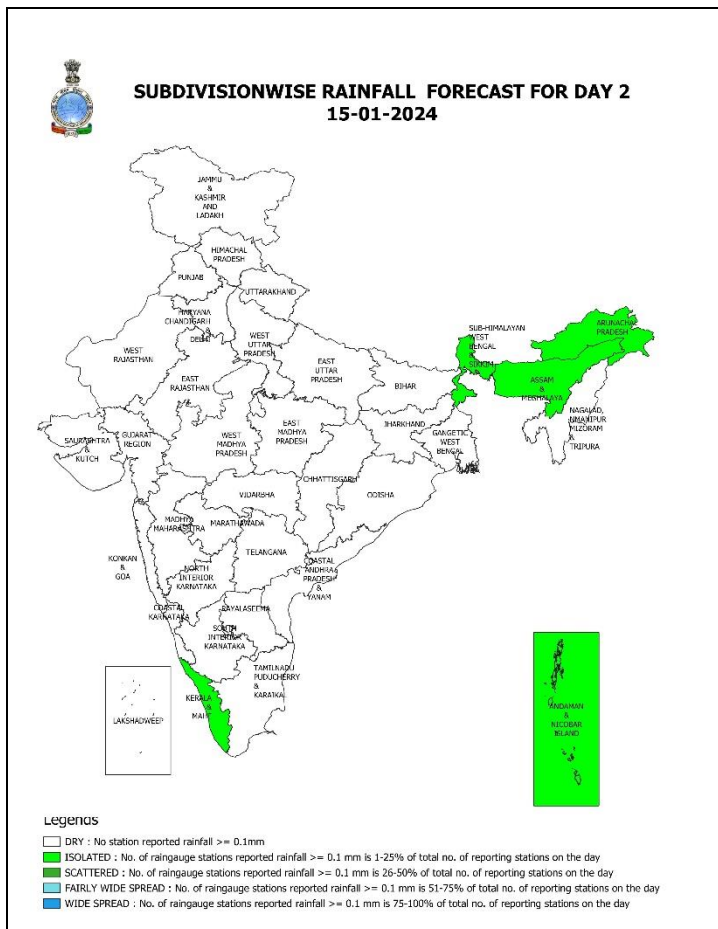 SUBDIVISIONWISE RAINFALL FORECAST FOR DAY 2
15-01-2024
JAMMU
&
KASHMIR
AND
LADAKH
HIMACHAL
PRADESH
PUNJAB
UTTARAKHAND
HARYANA
CHANDIGARH
&
DELHI
WEST
UTTAR
PRADESH
WEST
RAJASTHAN
EAST
RAJASTHAN
EAST
UTTAR
PRADESH
BIHAR
SUB-HIMALAYAN
WEST
BENGAL
&
SIKKIM
ARUNACHAL
PRADESH
ASSAM
&
MEGHALAYA
NAGALAD,
MANIPUR
MIZORAM
&
TRIPURA
SAURASHTRA
&
KUTCH
GUJARAT
REGION
WEST
MADHYA
PRADESH
EAST
MADHYA
PRADESH
JHARKHAND
GANGETIC
WEST
BENGAL
CHHATTISGARH
ODISHA
VIDARBHA
MADHYA
MAHARASHTRA
MARATHAWADA
TELANGANA
KONKAN
&
GOA
NORTH
INTERIOR
KARNATAKA
COASTAL
ANDHRA
PRADESH
&
YANAM
COASTAL
KARNATAKA
RAYALASEEMA
SOUTH
INTERIOR
KARNATAKA
TAMILNADU
PUDUCHERRY
&
KARAIKAL
KERALA
&
MAHE
LAKSHADWEEP
ANDAMAN
&
NICOBAR
ISLAND
Legends
DRY : No station reported rainfall >= 0.1mm
ISOLATED : No. of raingauge stations reported rainfall >= 0.1 mm is 1-25% of total no. of reporting stations on the day
SCATTERED : No. of raingauge stations reported rainfall >= 0.1 mm is 26-50% of total no. of reporting stations on the day
FAIRLY WIDE SPREAD : No. of raingauge stations reported rainfall >= 0.1 mm is 51-75% of total no. of reporting stations on the day
WIDE SPREAD : No. of raingauge stations reported rainfall >= 0.1 mm is 75-100% of total no. of reporting stations on the day